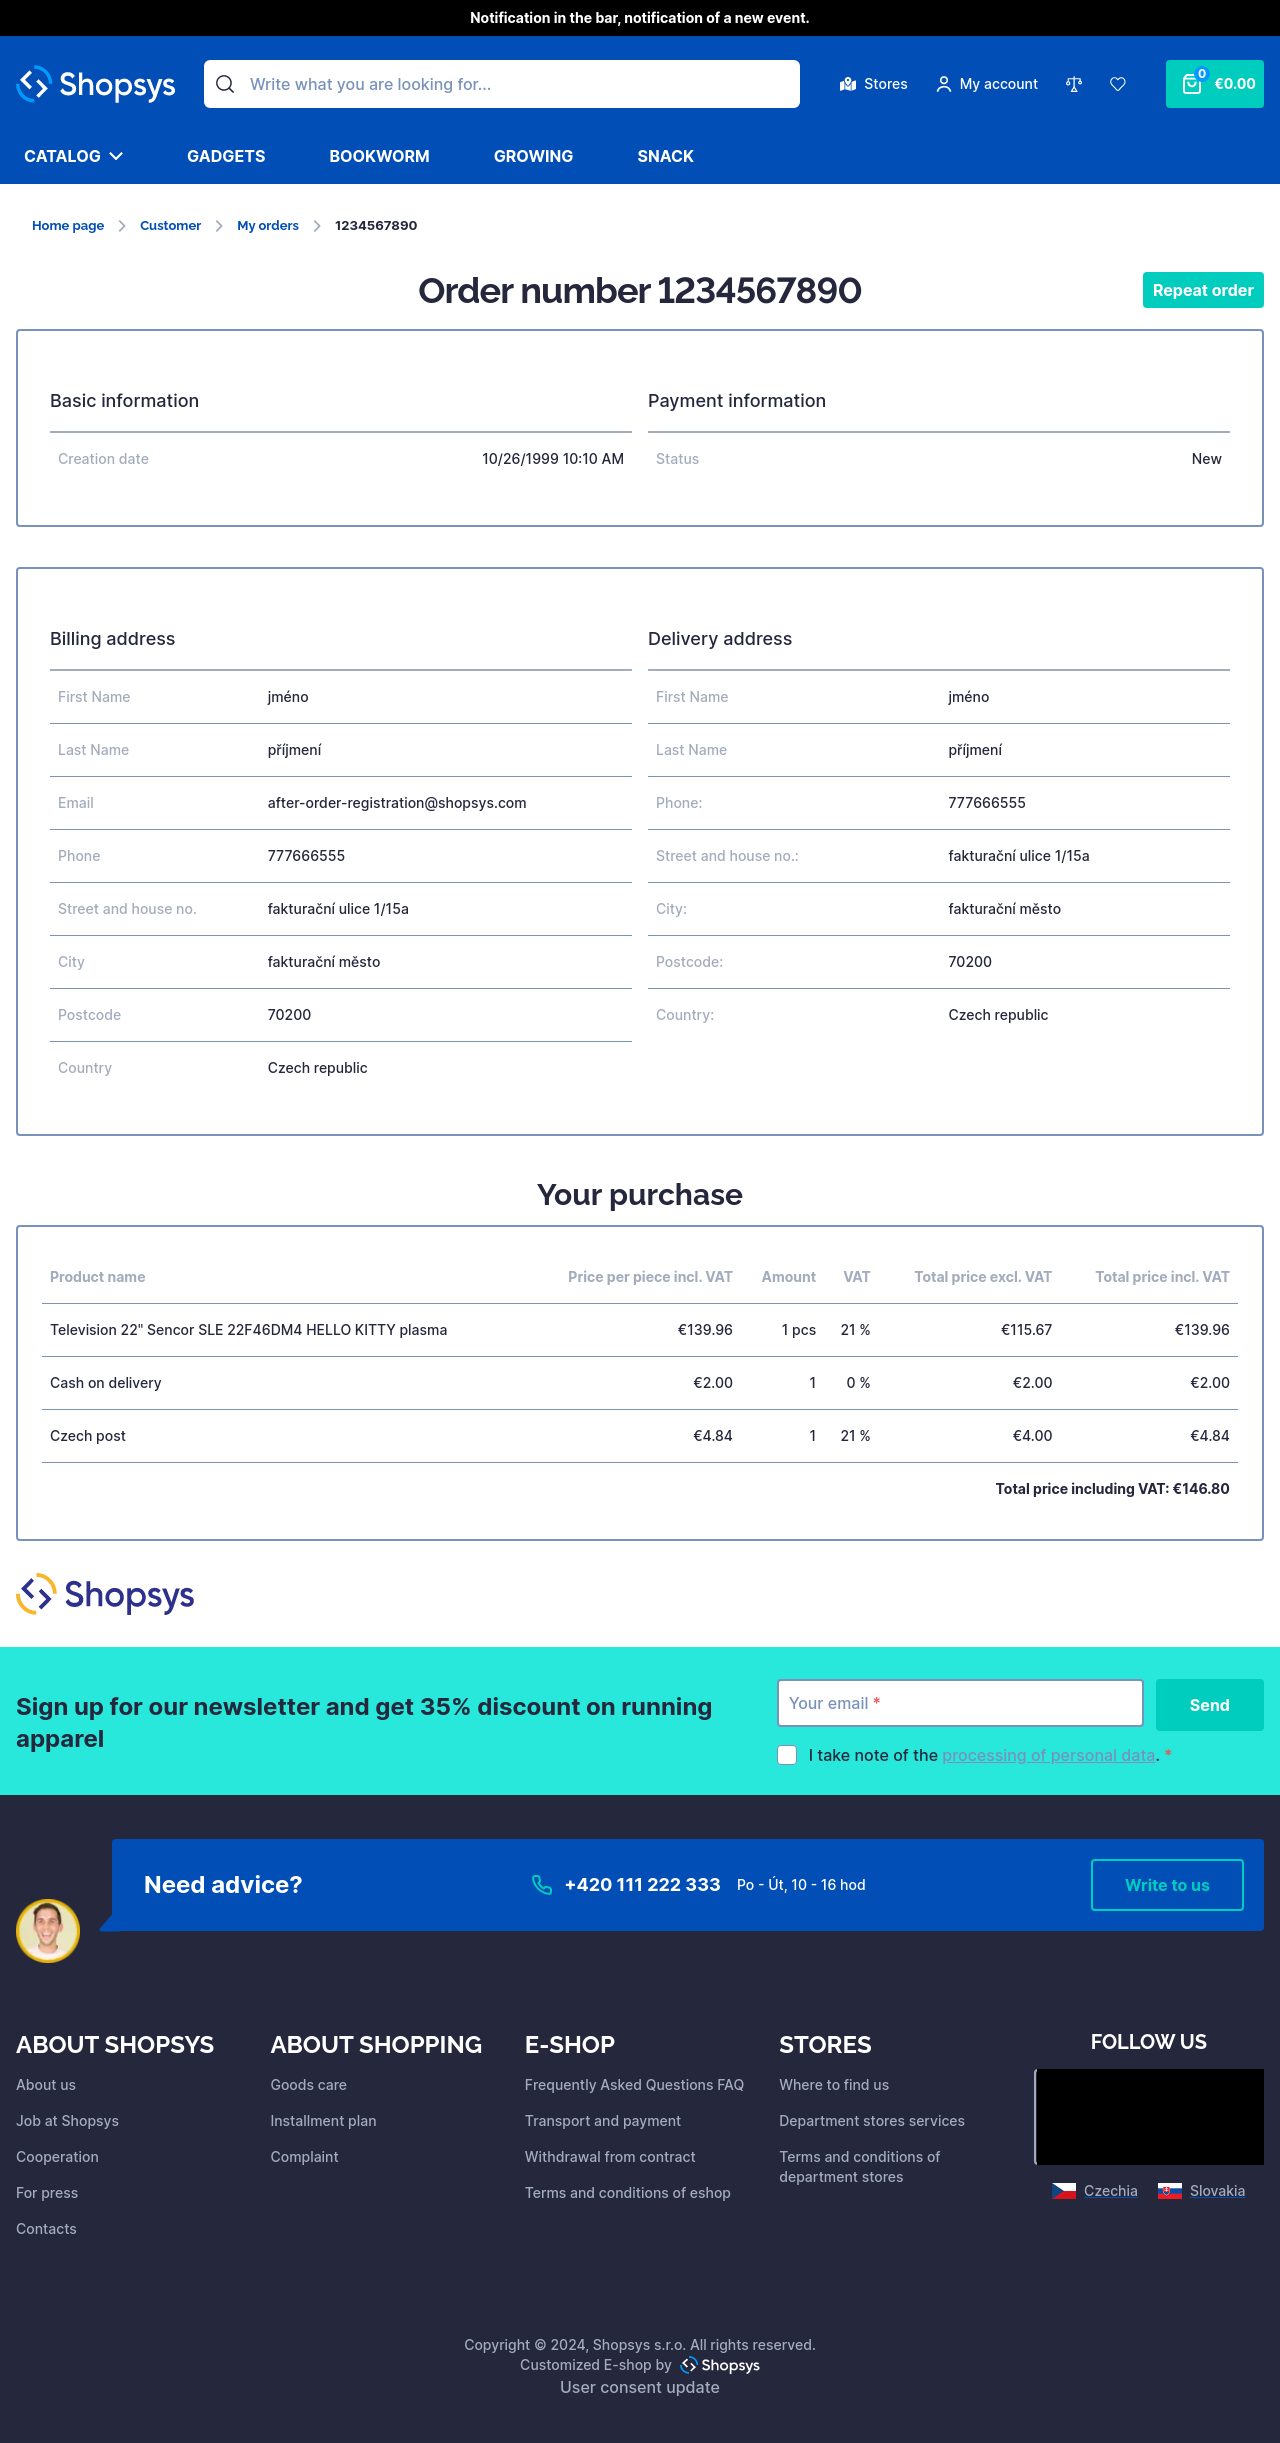 Notification in the bar, notification of a new event.
Shopsys
Write what you are looking for...
Stores
My account
0
€0.00
CATALOG
GADGETS
BOOKWORM
GROWING
SNACK
Home page
Customer
My orders
1234567890
Order number 1234567890
Repeat order
Basic information
Creation date 10/26/1999 10:10 AM
Payment information
Status New
Billing address
First Name jméno
Last Name příjmení
Email after-order-registration@shopsys.com
Phone 777666555
Street and house no. fakturační ulice 1/15a
City fakturační město
Postcode 70200
Country Czech republic
Delivery address
First Name jméno
Last Name příjmení
Phone: 777666555
Street and house no.: fakturační ulice 1/15a
City: fakturační město
Postcode: 70200
Country: Czech republic
Your purchase
Product name Price per piece incl. VAT Amount VAT Total price excl. VAT Total price incl. VAT
Television 22" Sencor SLE 22F46DM4 HELLO KITTY plasma €139.96 1 pcs 21 % €115.67 €139.96
Cash on delivery €2.00 1 0 % €2.00 €2.00
Czech post €4.84 1 21 % €4.00 €4.84
Total price including VAT: €146.80
Shopsys
Sign up for our newsletter and get 35% discount on running
apparel
Your email *
Send
I take note of the processing of personal data. *
Need advice?
+420 111 222 333
Po - Út, 10 - 16 hod
Write to us
ABOUT SHOPSYS
About us
Job at Shopsys
Cooperation
For press
Contacts
ABOUT SHOPPING
Goods care
Installment plan
Complaint
E-SHOP
Frequently Asked Questions FAQ
Transport and payment
Withdrawal from contract
Terms and conditions of eshop
STORES
Where to find us
Department stores services
Terms and conditions of
department stores
FOLLOW US
Czechia
Slovakia
Copyright © 2024, Shopsys s.r.o. All rights reserved.
Customized E-shop by Shopsys
User consent update